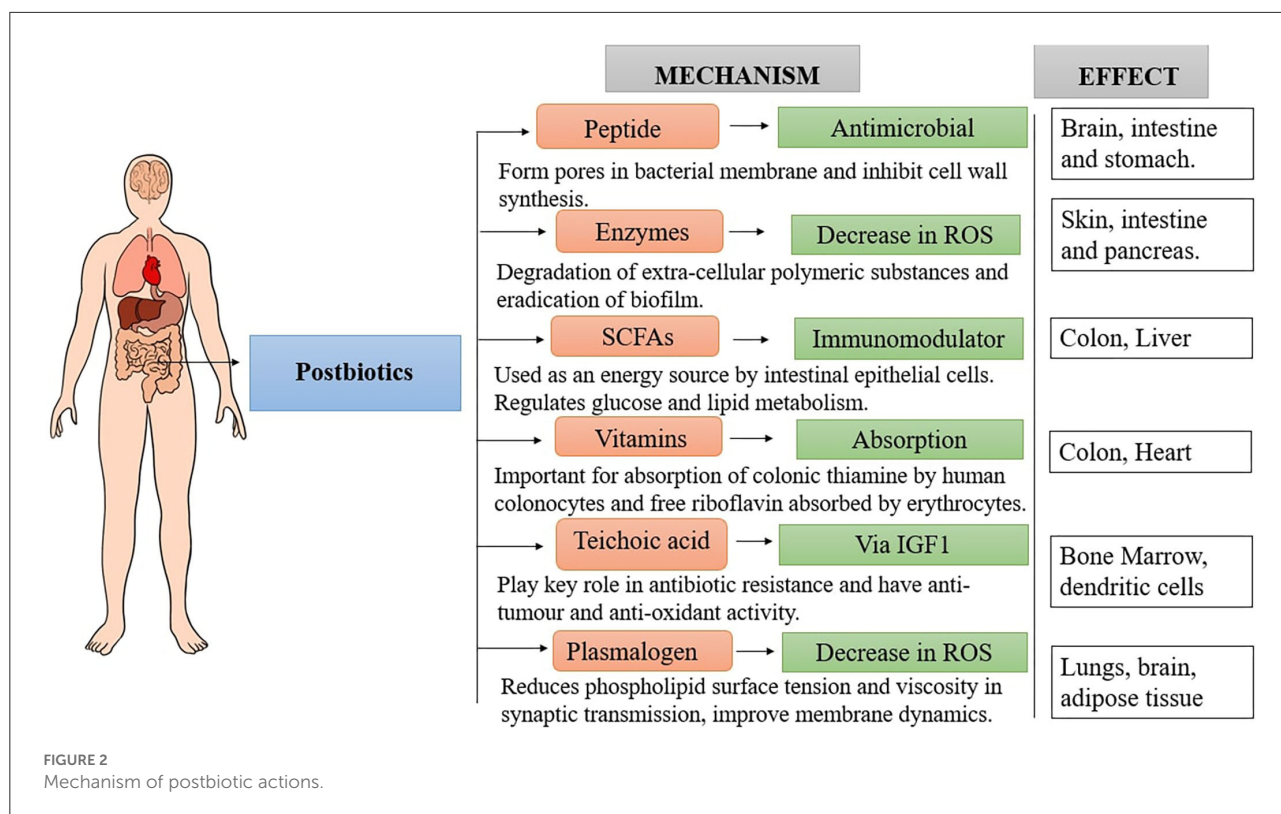 MECHANISM
EFFECT
Postbiotics
Peptide
Antimicrobial
Form pores in bacterial membrane and inhibit cell wall
synthesis.
Brain, intestine
and stomach.
Enzymes
Decrease in ROS
Degradation of extra-cellular polymeric substances and
eradication of biofilm.
Skin, intestine
and pancreas.
SCFAs
Immunomodulator
Used as an energy source by intestinal epithelial cells.
Regulates glucose and lipid metabolism.
Colon, Liver
Vitamins
Absorption
Important for absorption of colonic thiamine by human
colonocytes and free riboflavin absorbed by erythrocytes.
Colon, Heart
Teichoic acid
Via IGF1
Play key role in antibiotic resistance and have anti-
tumour and anti-oxidant activity.
Bone Marrow,
dendritic cells
Plasmalogen
Decrease in ROS
Reduces phospholipid surface tension and viscosity in
synaptic transmission, improve membrane dynamics.
Lungs, brain,
adipose tissue
FIGURE 2
Mechanism of postbiotic actions.